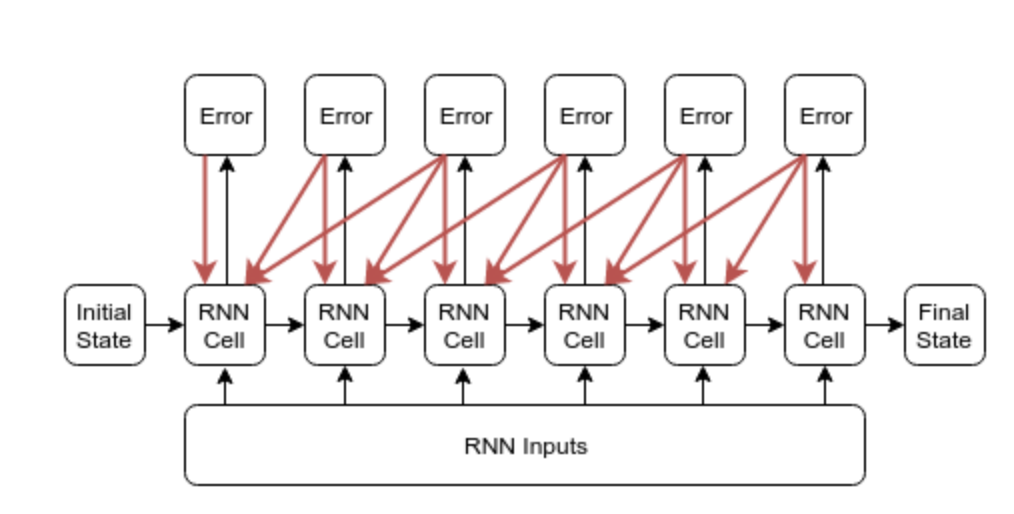 Error
Error
Error
Error
Error
Error
Initial
State
RNN
Cell
RNN
Cell
RNN
Cell
RNN
Cell
RNN
Cell
RNN
Cell
Final
State
RNN Inputs